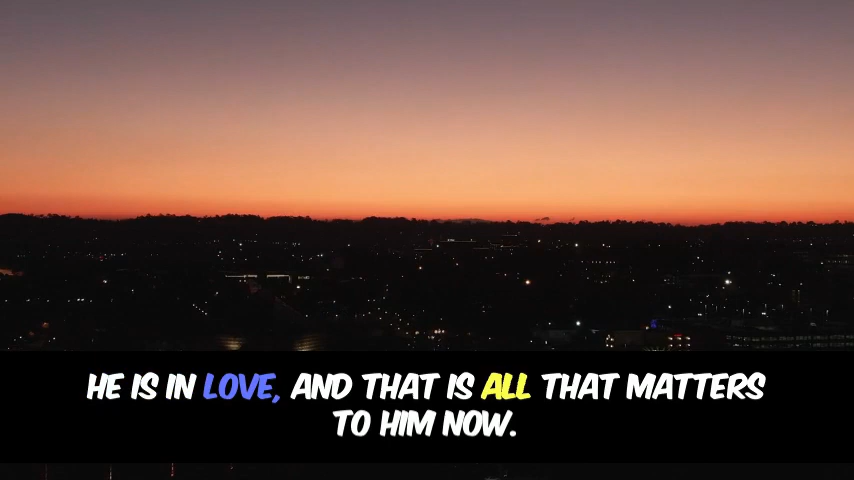 HE IS IN LOVE, AND THAT IS ALL THAT MATTERS
TO HIM NOW.